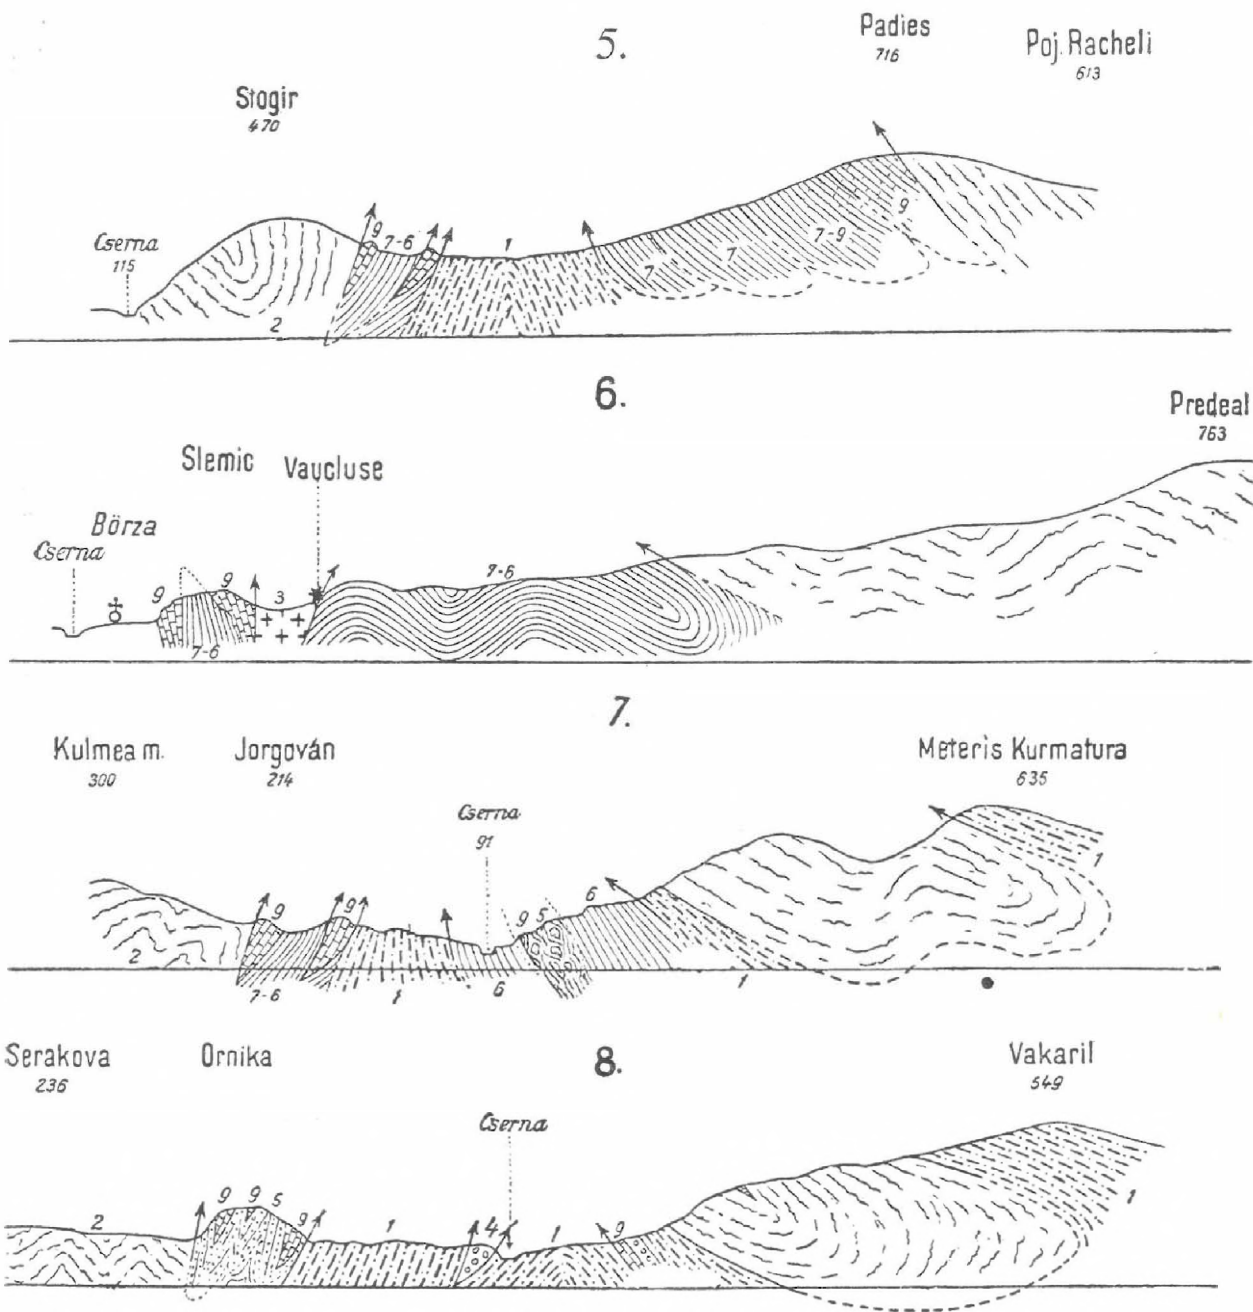 5.
Stogir
470
Padies
716
Poj. Racheli
613
Cserna
115
9
7-6
1
7
7
7-9
9
2
6.
Predeal
763
Slemic
Vaucluse
Börza
Cserna
9
9
3
7-6
7-6
7.
Kulmea m.
300
Jorgován
214
Meteris Kurmatura
635
Cserna
91
9
9
9
5
6
1
2
7-6
1
6
1
8.
Serakova
236
Ornika
Vakaril
549
Cserna
2
9
9
5
9
1
4
1
9
1